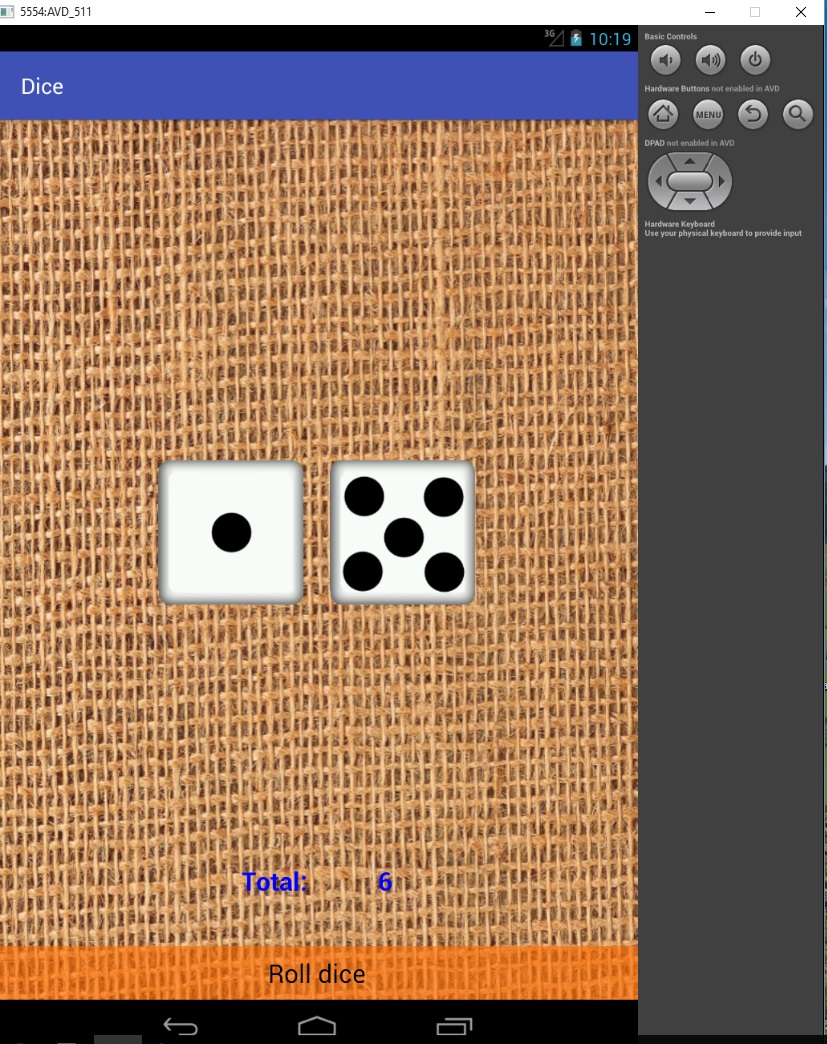 5554:AVD_511
3G 10:19
Dice
Total: 6
Roll dice
Basic Controls
Hardware Buttons not enabled in AVD
MENU
DPAD not enabled in AVD
Hardware Keyboard
Use your physical keyboard to provide input